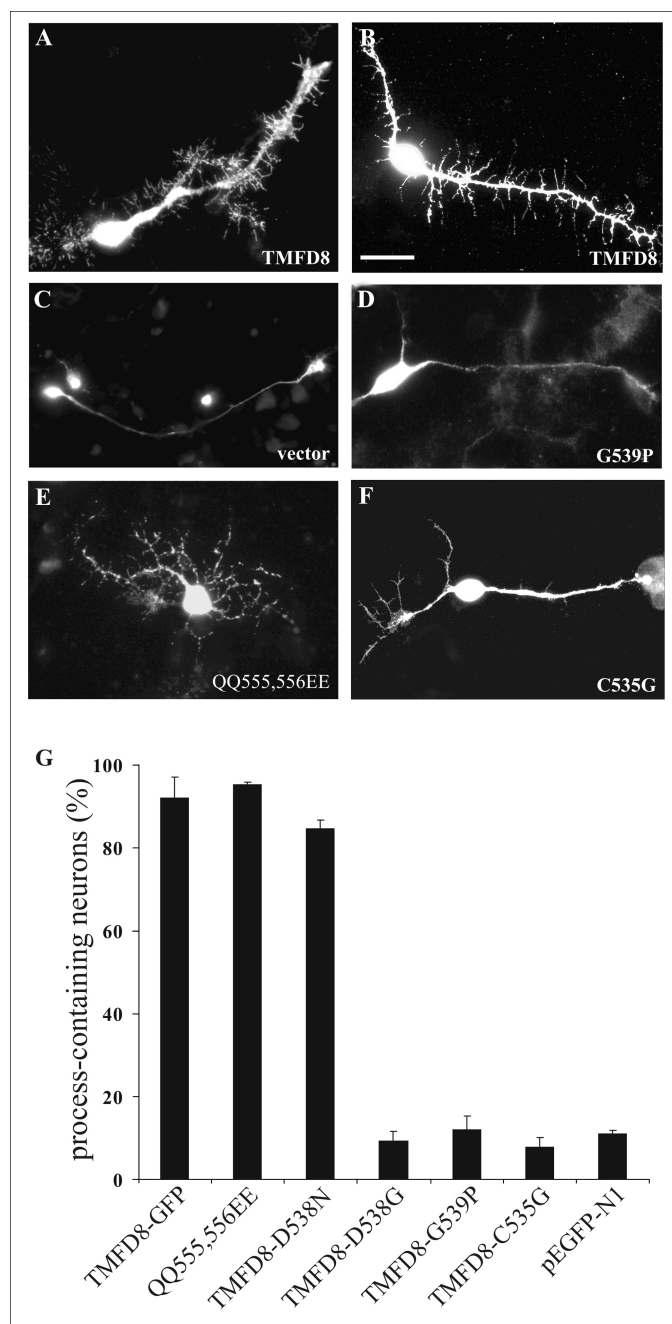 A
TMFD8
B
TMFD8
C
vector
D
G539P
E
QQ555,556EE
F
C535G
G
process-containing neurons (%)
100
80
60
40
20
0
TMFD8-GFP
QQ555,556EE
TMFD8-D538N
TMFD8-D538G
TMFD8-G539P
TMFD8-C535G
pEGFP-N1